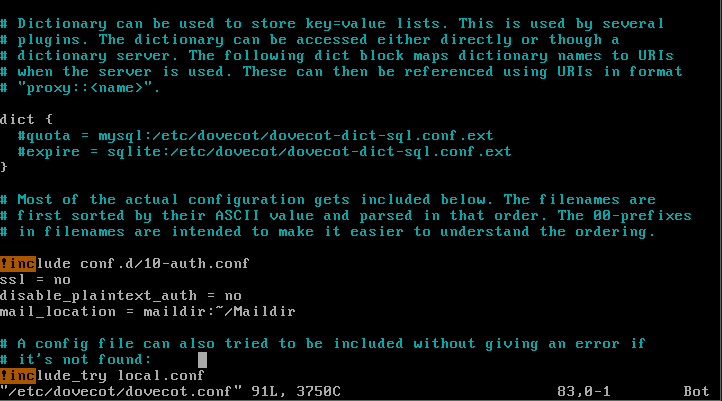 # Dictionary can be used to store key=value lists. This is used by several
# plugins. The dictionary can be accessed either directly or though a
# dictionary server. The following dict block maps dictionary names to URIs
# when the server is used. These can then be referenced using URIs in format
# "proxy::<name>".
dict {
#quota = mysql:/etc/dovecot/dovecot-dict-sql.conf.ext
#expire = sqlite:/etc/dovecot/dovecot-dict-sql.conf.ext
}
# Most of the actual configuration gets included below. The filenames are
# first sorted by their ASCII value and parsed in that order. The 00-prefixes
# in filenames are intended to make it easier to understand the ordering.
!include conf.d/10-auth.conf
ssl = no
disable_plaintext_auth = no
mail_location = maildir:~/Maildir
# A config file can also tried to be included without giving an error if
# it's not found:
!include_try local.conf
"/etc/dovecot/dovecot.conf" 91L, 3750C 83,0-1 Bot